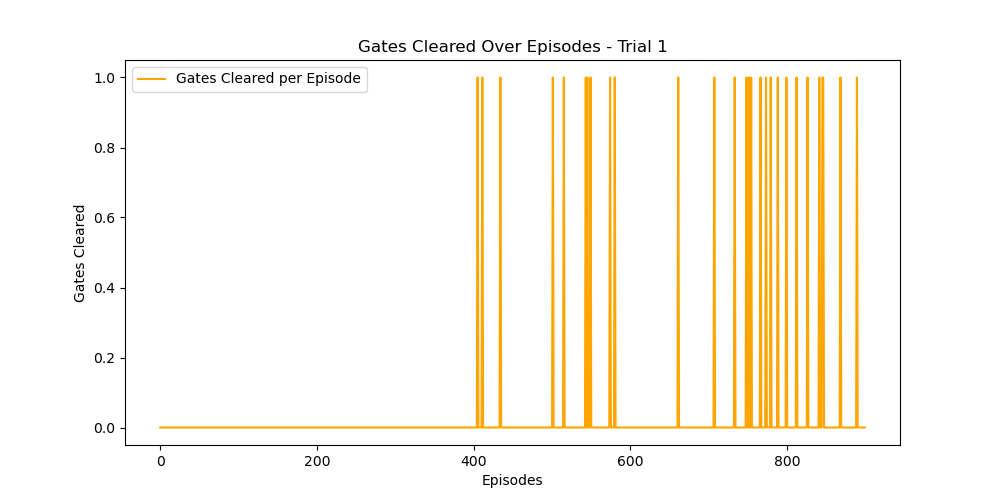 Gates Cleared Over Episodes - Trial 1
Gates Cleared per Episode
1.0
0.8
0.6
0.4
0.2
0.0
Gates Cleared
0 200 400 600 800
Episodes